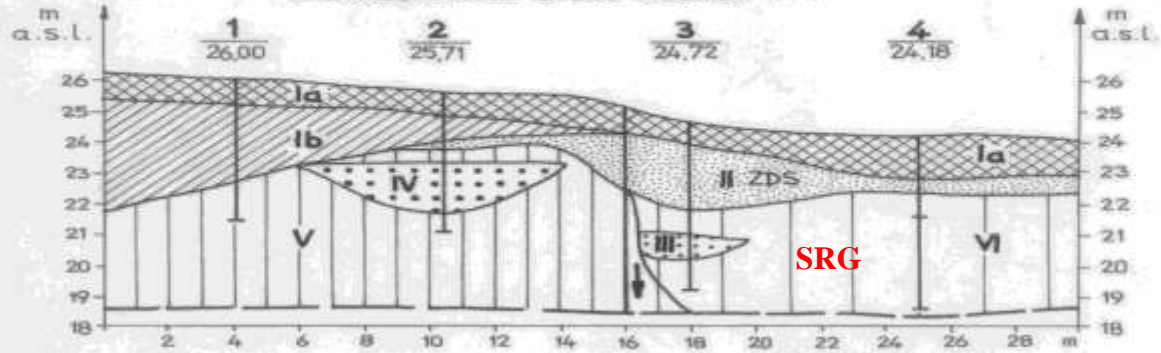 m a.s.l. 1 2 3 4 m a.s.l.
26,00 25,71 24,72 24,18
26 Ia 26
25 25
24 Ib Ia 24
23 IV II ZDS 23
22 22
21 V III SRG VI 21
20 20
19 19
18 18
2 4 6 8 10 12 14 16 18 20 22 24 26 28 m